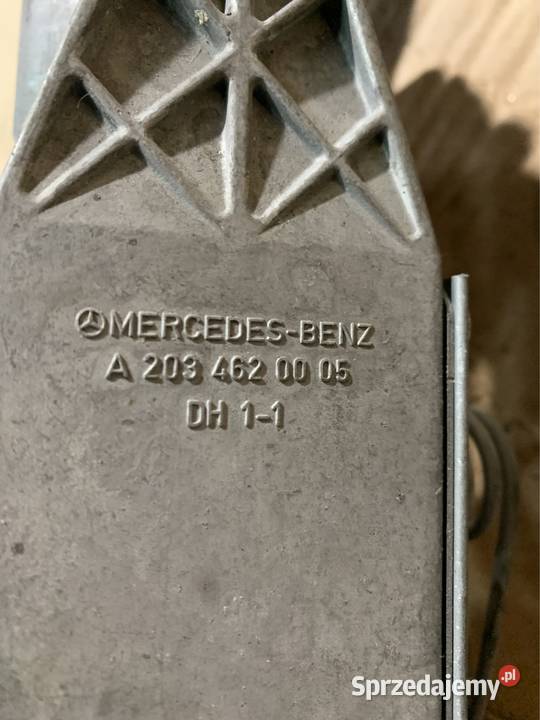 MERCEDES-BENZ
A 203 462 00 05
DH 1-1
Sprzedajemy.pl